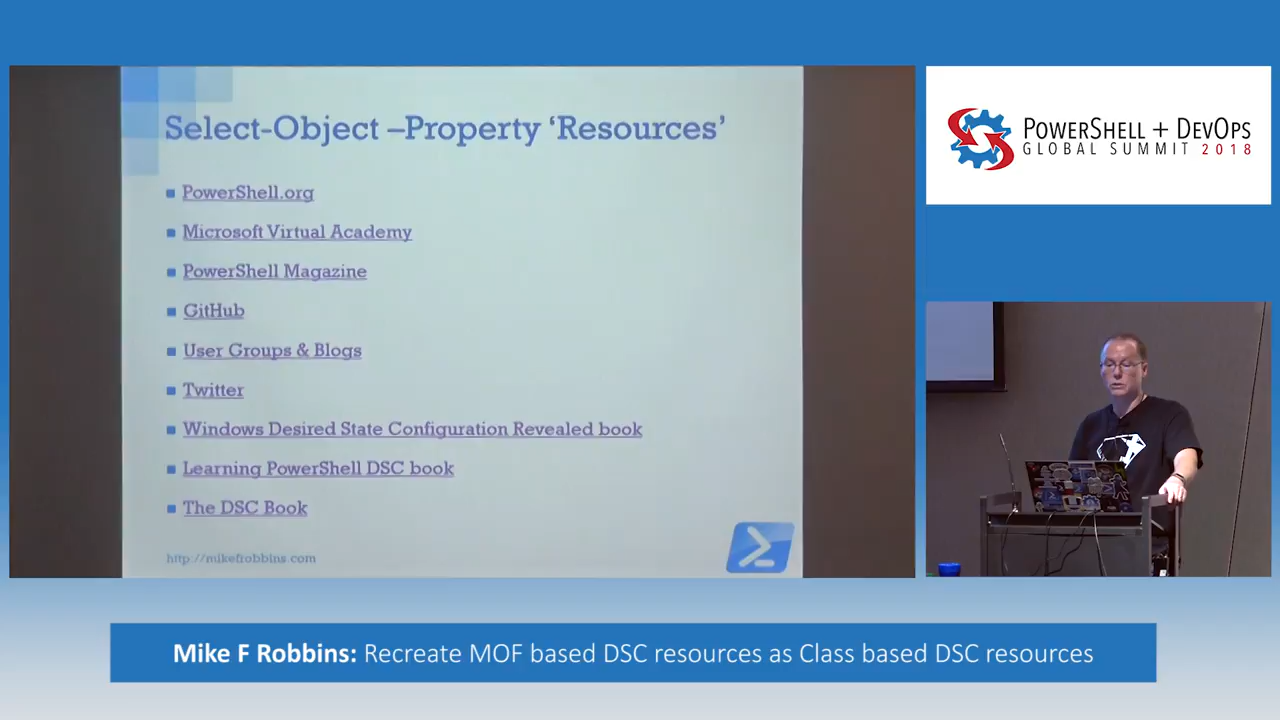 Select-Object –Property ‘Resources’
PowerShell.org
Microsoft Virtual Academy
PowerShell Magazine
GitHub
User Groups & Blogs
Twitter
Windows Desired State Configuration Revealed book
Learning PowerShell DSC book
The DSC Book
http://mikefrobbins.com
POWERSHELL + DEVOPS
GLOBAL SUMMIT 2018
Mike F Robbins: Recreate MOF based DSC resources as Class based DSC resources